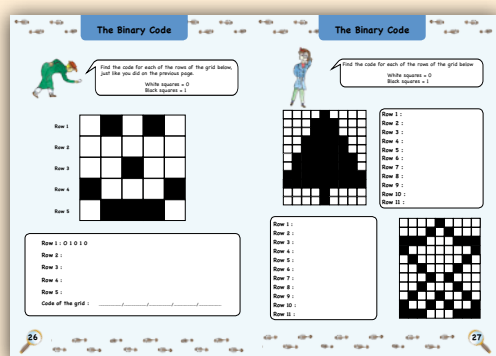 The Binary Code
Find the code for each of the rows of the grid below,
just like you did on the previous page.
White squares = 0
Black squares = 1
Row 1
Row 2
Row 3
Row 4
Row 5
Row 1 : 0 1 0 1 0
Row 2 :
Row 3 :
Row 4 :
Row 5 :
Code of the grid : ______/______/______/______/______
26
The Binary Code
Find the code for each of the rows of the grid below
White squares = 0
Black squares = 1
Row 1 :
Row 2 :
Row 3 :
Row 4 :
Row 5 :
Row 6 :
Row 7 :
Row 8 :
Row 9 :
Row 10 :
Row 11 :
Row 1 :
Row 2 :
Row 3 :
Row 4 :
Row 5 :
Row 6 :
Row 7 :
Row 8 :
Row 9 :
Row 10 :
Row 11 :
27